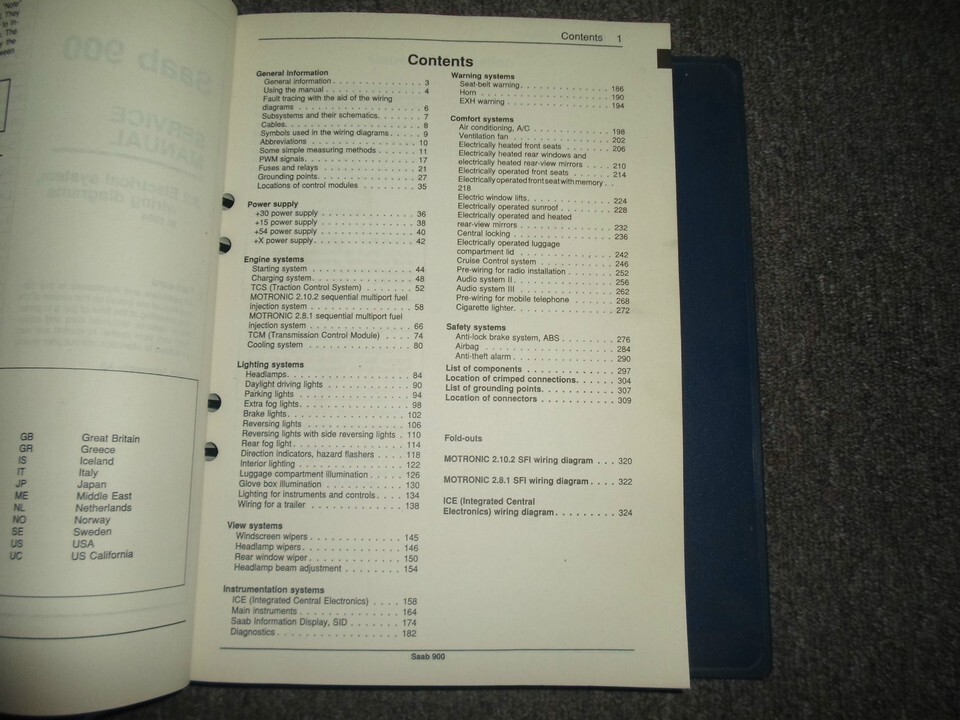 "Note"
They
to in-
The
by the
ween
Saab 900
SERVICE
MANUAL
wiring diagrams
GB Great Britain
GR Greece
IS Iceland
IT Italy
JP Japan
ME Middle East
NL Netherlands
NO Norway
SE Sweden
US USA
UC US California
Contents 1
Contents
General Information
General information . . . . . . . . . . . . 3
Using the manual . . . . . . . . . . . . . 4
Fault tracing with the aid of the wiring
diagrams . . . . . . . . . . . . . . . . . 6
Subsystems and their schematics. . . . . . . 7
Cables. . . . . . . . . . . . . . . . . . 8
Symbols used in the wiring diagrams . . . . . 9
Abbreviations . . . . . . . . . . . . . . . 10
Some simple measuring methods . . . . . . . 11
PWM signals. . . . . . . . . . . . . . . . 17
Fuses and relays . . . . . . . . . . . . . 21
Grounding points. . . . . . . . . . . . . . 27
Locations of control modules . . . . . . . . 35
Power supply
+30 power supply . . . . . . . . . . . . . 36
+15 power supply . . . . . . . . . . . . . 38
+54 power supply . . . . . . . . . . . . . 40
+X power supply. . . . . . . . . . . . . . 42
Engine systems
Starting system . . . . . . . . . . . . . . 44
Charging system. . . . . . . . . . . . . . 48
TCS (Traction Control System) . . . . . . . 52
MOTRONIC 2.10.2 sequential multiport fuel
injection system . . . . . . . . . . . . . . 58
MOTRONIC 2.8.1 sequential multiport fuel
injection system . . . . . . . . . . . . . . 66
TCM (Transmission Control Module) . . . . 74
Cooling system . . . . . . . . . . . . . . 80
Lighting systems
Headlamps. . . . . . . . . . . . . . . . . 84
Daylight driving lights . . . . . . . . . . . 90
Parking lights . . . . . . . . . . . . . . . 94
Extra fog lights. . . . . . . . . . . . . . . 98
Brake lights. . . . . . . . . . . . . . . . 102
Reversing lights . . . . . . . . . . . . . . 106
Reversing lights with side reversing lights . 110
Rear fog light . . . . . . . . . . . . . . . 114
Direction indicators, hazard flashers . . . . 118
Interior lighting . . . . . . . . . . . . . . 122
Luggage compartment illumination . . . . . 126
Glove box illumination . . . . . . . . . . . 130
Lighting for instruments and controls . . . . 134
Wiring for a trailer . . . . . . . . . . . . . 138
View systems
Windscreen wipers . . . . . . . . . . . . . 145
Headlamp wipers. . . . . . . . . . . . . . 146
Rear window wiper . . . . . . . . . . . . . 150
Headlamp beam adjustment . . . . . . . . 154
Instrumentation systems
ICE (Integrated Central Electronics) . . . . 158
Main instruments . . . . . . . . . . . . . . 164
Saab Information Display, SID . . . . . . . 174
Diagnostics . . . . . . . . . . . . . . . . 182
Warning systems
Seat-belt warning . . . . . . . . . . . . . 186
Horn . . . . . . . . . . . . . . . . . . . 190
EXH warning . . . . . . . . . . . . . . . 194
Comfort systems
Air conditioning, A/C . . . . . . . . . . . 198
Ventilation fan . . . . . . . . . . . . . . 202
Electrically heated front seats . . . . . . 206
Electrically heated rear windows and
electrically heated rear-view mirrors . . . . 210
Electrically operated front seats . . . . . . 214
Electrically operated front seat with memory . .
218
Electric window lifts. . . . . . . . . . . . 224
Electrically operated sunroof . . . . . . . . 228
Electrically operated and heated
rear-view mirrors . . . . . . . . . . . . . 232
Central locking . . . . . . . . . . . . . . 236
Electrically operated luggage
compartment lid . . . . . . . . . . . . . . 242
Cruise Control system . . . . . . . . . . . 246
Pre-wiring for radio installation . . . . . . . 252
Audio system II . . . . . . . . . . . . . . 256
Audio system III . . . . . . . . . . . . . . 262
Pre-wiring for mobile telephone . . . . . . 268
Cigarette lighter. . . . . . . . . . . . . . 272
Safety systems
Anti-lock brake system, ABS . . . . . . . . 276
Airbag . . . . . . . . . . . . . . . . . . 284
Anti-theft alarm . . . . . . . . . . . . . . 290
List of components . . . . . . . . . . . . 297
Location of crimped connections. . . . . . 304
List of grounding points. . . . . . . . . . 307
Location of connectors . . . . . . . . . . 309
Fold-outs
MOTRONIC 2.10.2 SFI wiring diagram . . . 320
MOTRONIC 2.8.1 SFI wiring diagram . . . . 322
ICE (Integrated Central
Electronics) wiring diagram. . . . . . . . . 324
Saab 900